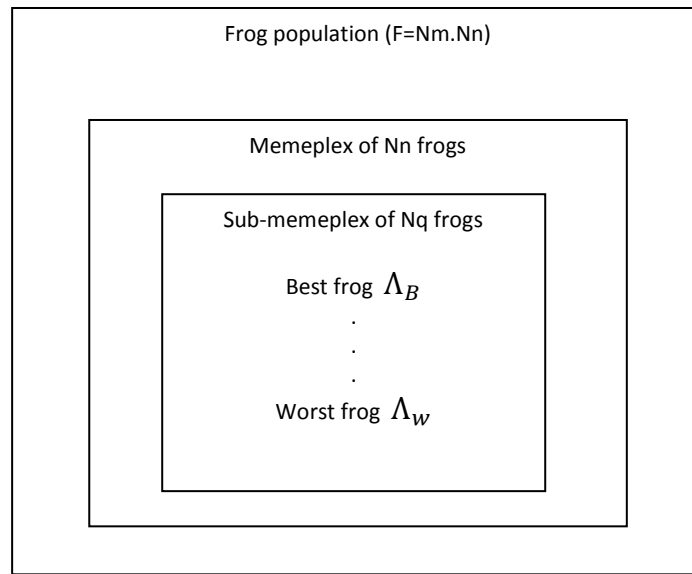 Frog population (F=Nm.Nn)
Memeplex of Nn frogs
Sub-memeplex of Nq frogs
Best frog Λ_B
.
.
.
Worst frog Λ_w